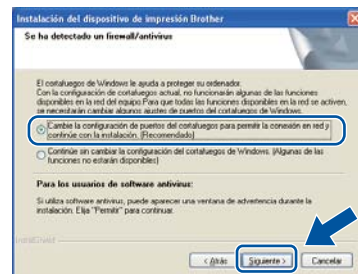 Instalación del dispositivo de impresión Brother
Se ha detectado un firewall/antivirus
El cortafuegos de Windows le ayuda a proteger su ordenador.
Con la configuración de cortafuegos actual, no funcionarán algunas de las funciones
disponibles en la red del equipo.Para que todas las funciones disponibles en la red se activen,
se necesitarán cambiar algunos ajustes de puertos del cortafuegos de Windows.
Cambie la configuración de puertos del cortafuegos para permitir la conexión en red y
continúe con la instalación. (Recomendado)
Continúe sin cambiar la configuración del cortafuegos de Windows. (Algunas de las
funciones no estarán disponibles)
Para los usuarios de software antivirus:
Si utiliza software antivirus, puede aparecer una ventana de advertencia durante la
instalación. Elija "Permitir" para continuar.
InstallShield
< Atrás Siguiente > Cancelar